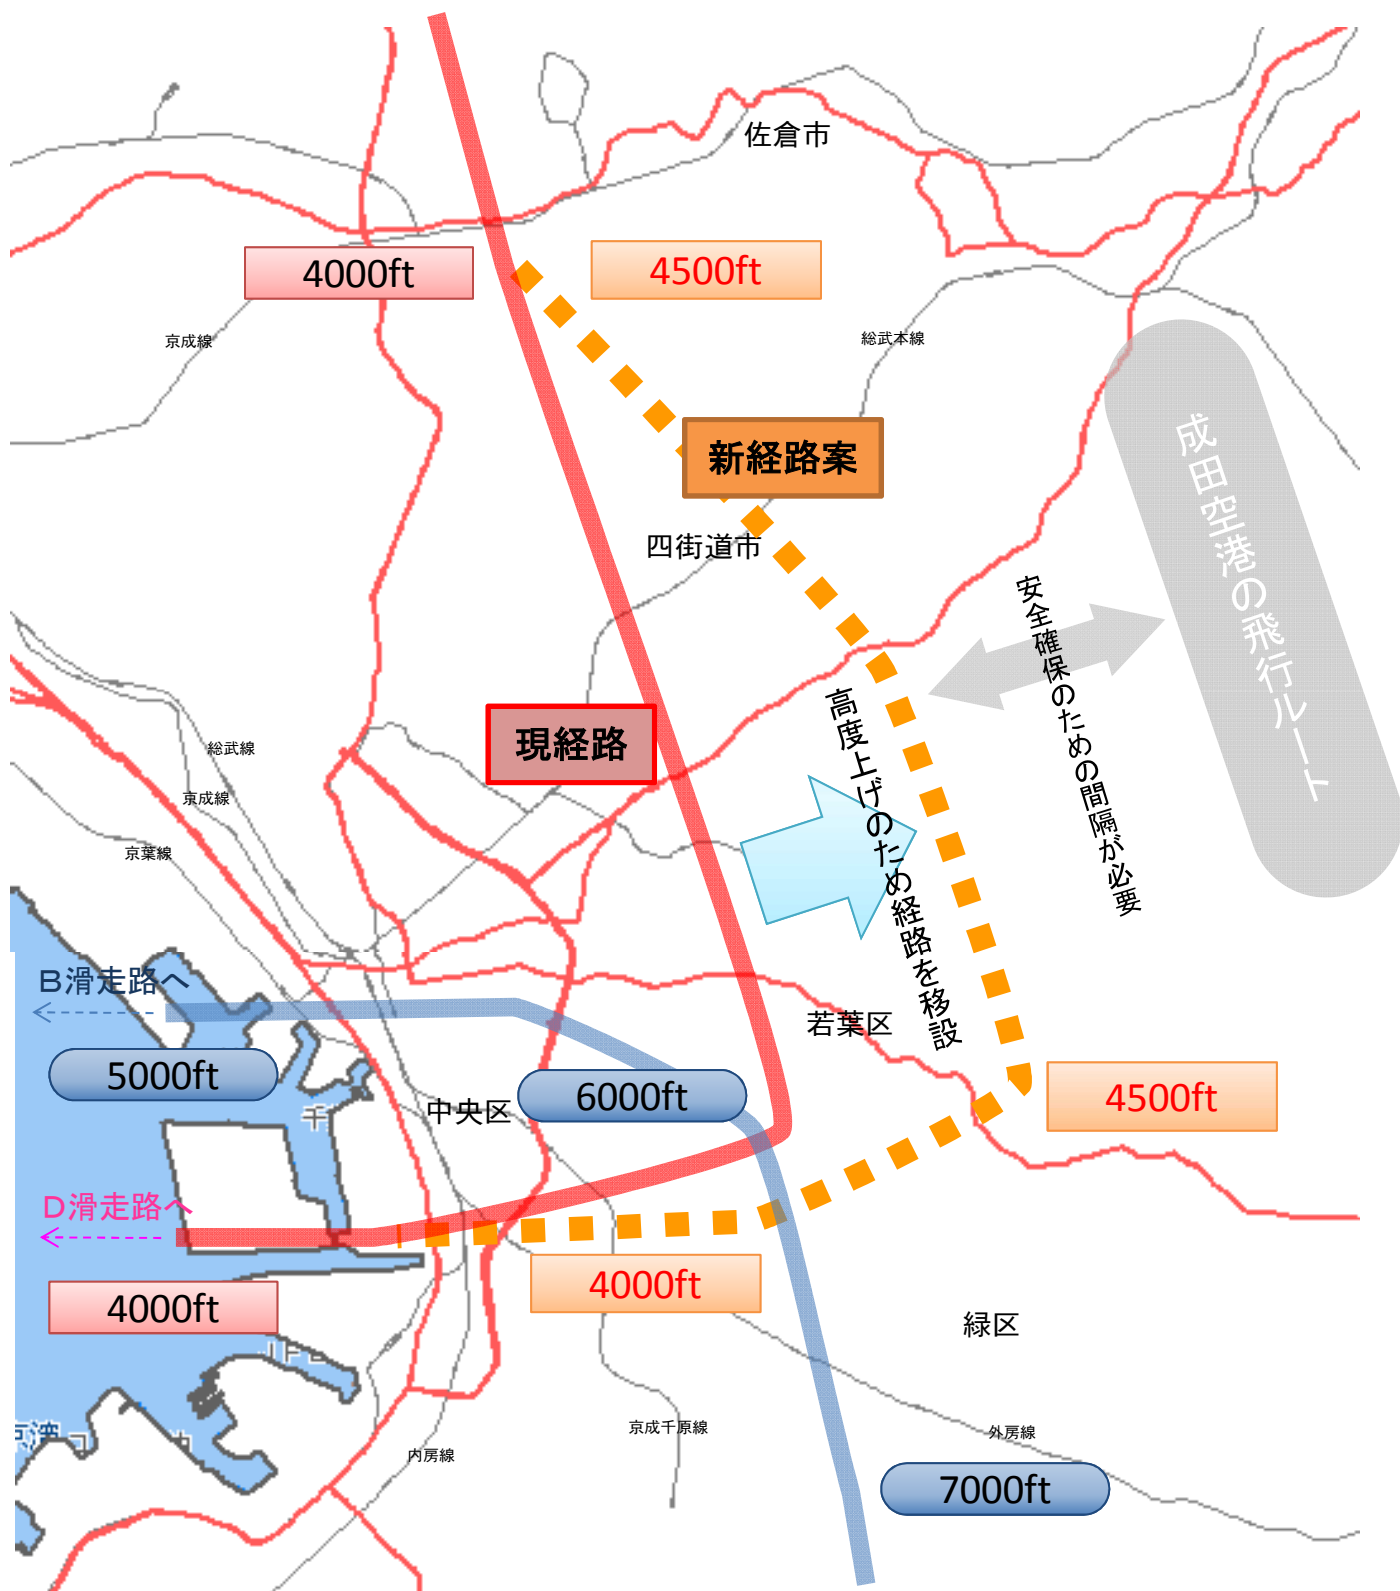 佐倉市
4000ft
4500ft
京成線
総武本線
新経路案
成田空港の飛行ルート
四街道市
安全確保のための間隔が必要
高度上げのため経路を移設
現経路
総武線
京成線
京葉線
B滑走路へ
若葉区
5000ft
6000ft
4500ft
中央区
千
D滑走路へ
4000ft
4000ft
緑区
京成千原線
外房線
内房線
7000ft